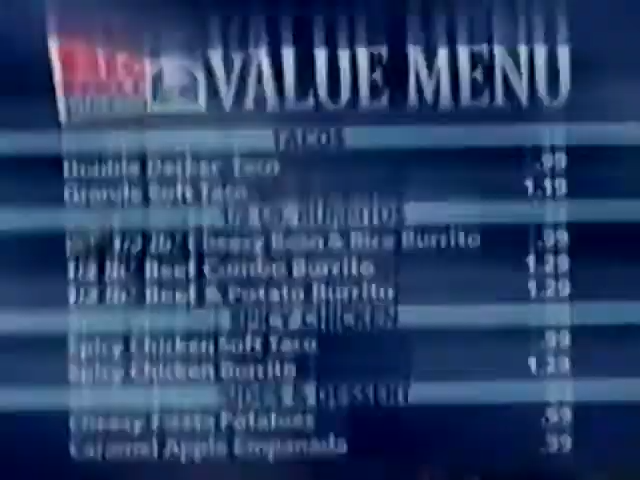 BIG BELL VALUE MENU
TACOS
Double Decker Taco .99
Grande Soft Taco 1.19
1/2 lb. Cheesy Bean & Rice Burrito .99
1/2 lb. Beef Combo Burrito 1.29
1/2 lb. Beef & Potato Burrito 1.29
Spicy Chicken Soft Taco .99
Spicy Chicken Burrito 1.29
Cheesy Fiesta Potatoes .99
Caramel Apple Empanada .99